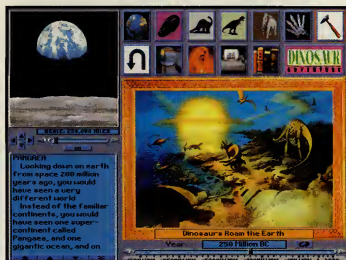 DINOSAUR
ADVENTURE
PANGAEA
Looking down on earth
from space 200 million
years ago, you would
have seen a very
different world
Instead of the familiar
continents, you would
have seen one super-
continent called
Pangaea, and one
gigantic ocean, and on
Dinosaurs Roam the Earth
Year:
250 Million BC